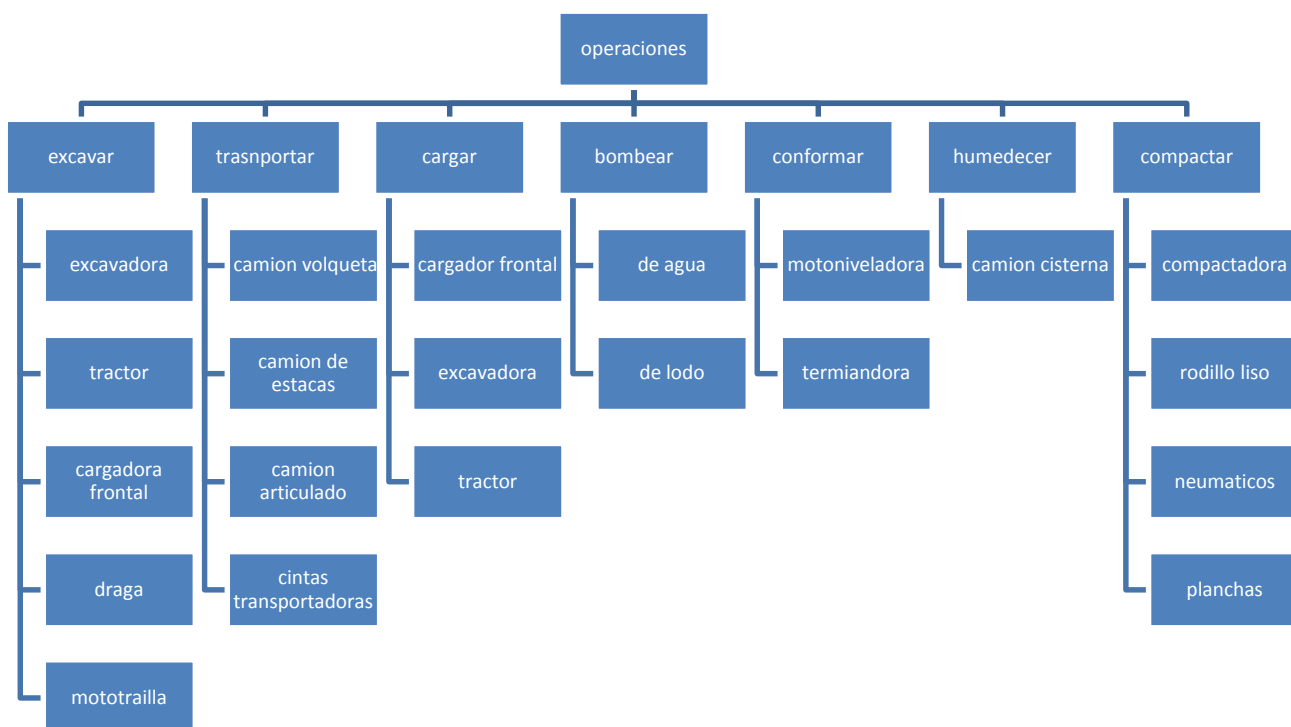 operaciones
excavar
trasnportar
cargar
bombear
conformar
humedecer
compactar
excavadora
camion volqueta
cargador frontal
de agua
motoniveladora
camion cisterna
compactadora
tractor
camion de
estacas
excavadora
de lodo
termiandora
rodillo liso
cargadora
frontal
camion
articulado
tractor
neumaticos
draga
cintas
transportadoras
planchas
mototrailla